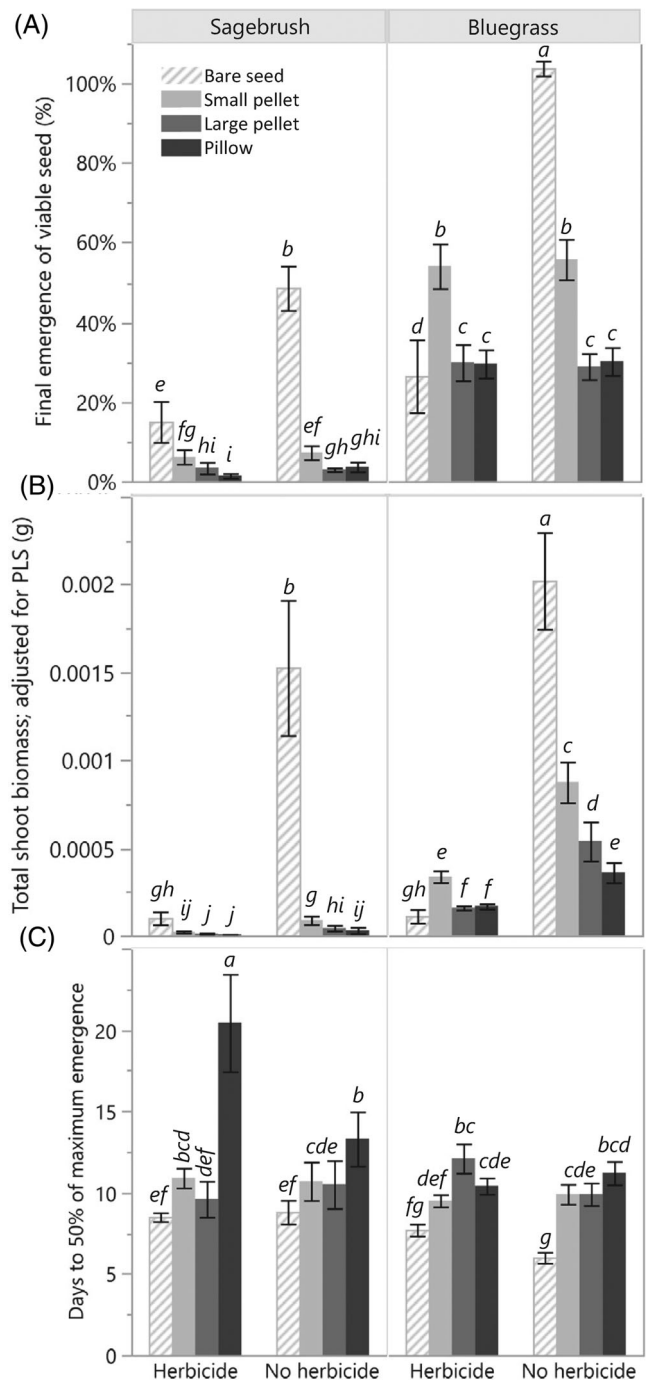 (A)
Sagebrush
Bluegrass
Final emergence of viable seed (%)
100%
80%
60%
40%
20%
0%
Bare seed
Small pellet
Large pellet
Pillow
e
fg
hi
i
b
ef
gh
ghi
d
b
c
c
a
b
c
c
(B)
Total shoot biomass; adjusted for PLS (g)
0.002
0.0015
0.001
0.0005
0
gh
ij
j
j
b
g
hi
ij
gh
e
f
f
a
c
d
e
(C)
Days to 50% of maximum emergence
20
15
10
5
0
ef
bcd
def
a
ef
cde
b
fg
def
bc
cde
g
cde
bcd
Herbicide
No herbicide
Herbicide
No herbicide